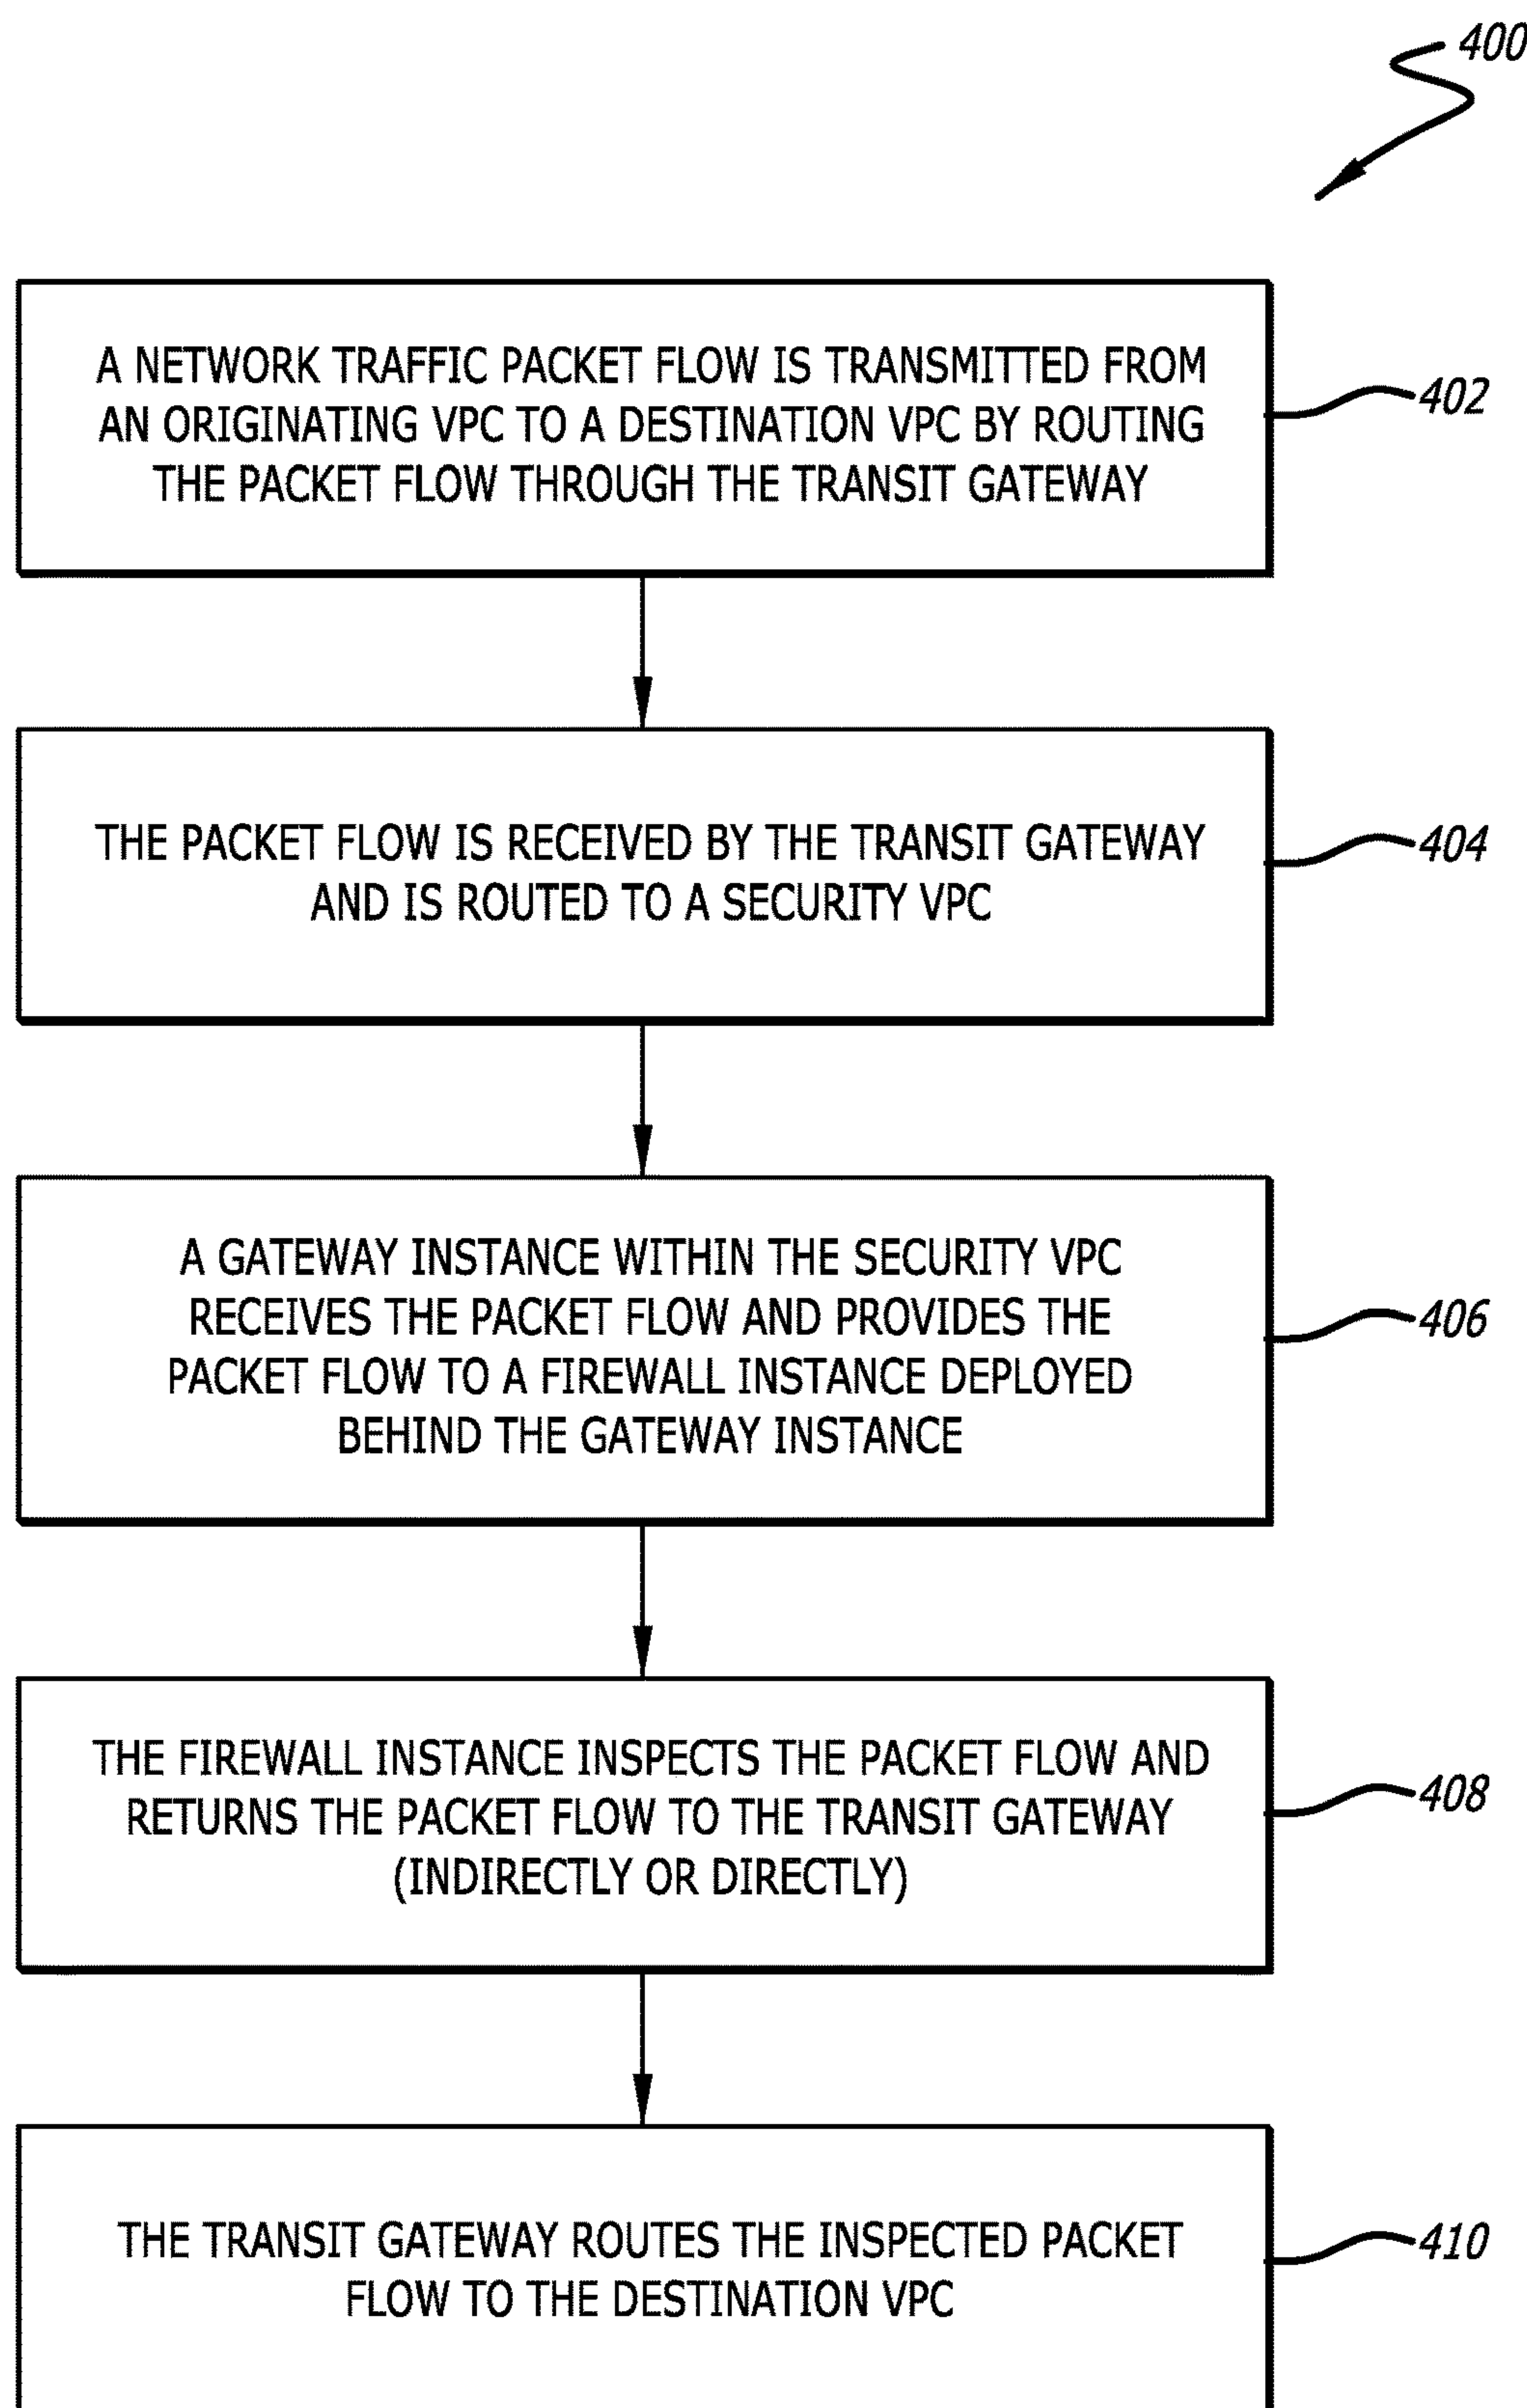 400
A NETWORK TRAFFIC PACKET FLOW IS TRANSMITTED FROM
AN ORIGINATING VPC TO A DESTINATION VPC BY ROUTING
THE PACKET FLOW THROUGH THE TRANSIT GATEWAY
402
THE PACKET FLOW IS RECEIVED BY THE TRANSIT GATEWAY
AND IS ROUTED TO A SECURITY VPC
404
A GATEWAY INSTANCE WITHIN THE SECURITY VPC
RECEIVES THE PACKET FLOW AND PROVIDES THE
PACKET FLOW TO A FIREWALL INSTANCE DEPLOYED
BEHIND THE GATEWAY INSTANCE
406
THE FIREWALL INSTANCE INSPECTS THE PACKET FLOW AND
RETURNS THE PACKET FLOW TO THE TRANSIT GATEWAY
(INDIRECTLY OR DIRECTLY)
408
THE TRANSIT GATEWAY ROUTES THE INSPECTED PACKET
FLOW TO THE DESTINATION VPC
410